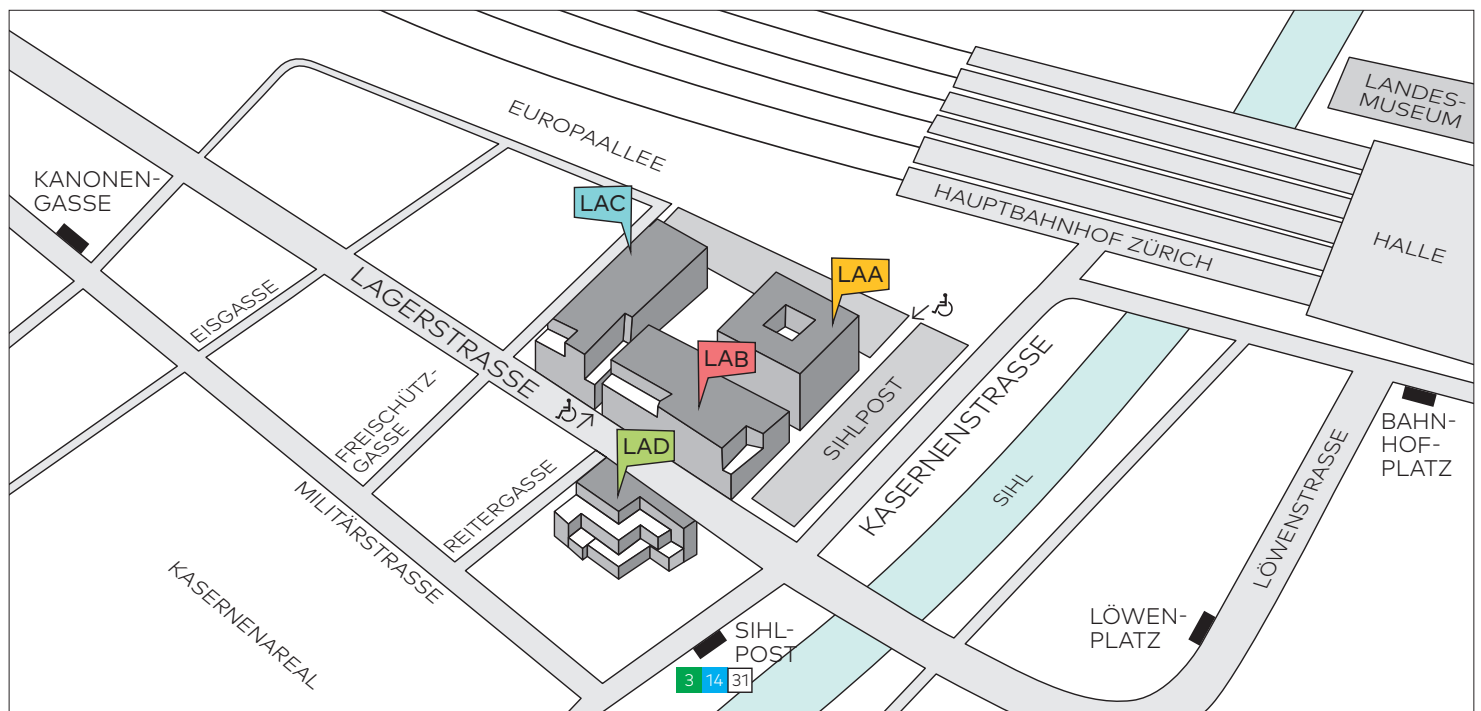 LANDES-
MUSEUM
EUROPAALLEE
KANONEN-
GASSE
LAC
HAUPTBAHNHOF ZÜRICH
HALLE
LAA
LAGERSTRASSE
EISGASSE
LAB
KASERNENSTRASSE
SIHLPOST
FREISCHÜTZ-
GASSE
LAD
BAHN-
HOF-
PLATZ
REITERGASSE
MILITÄRSTRASSE
SIHL
LÖWENSTRASSE
KASERNENAREAL
LÖWEN-
PLATZ
SIHL-
POST
3 14 31